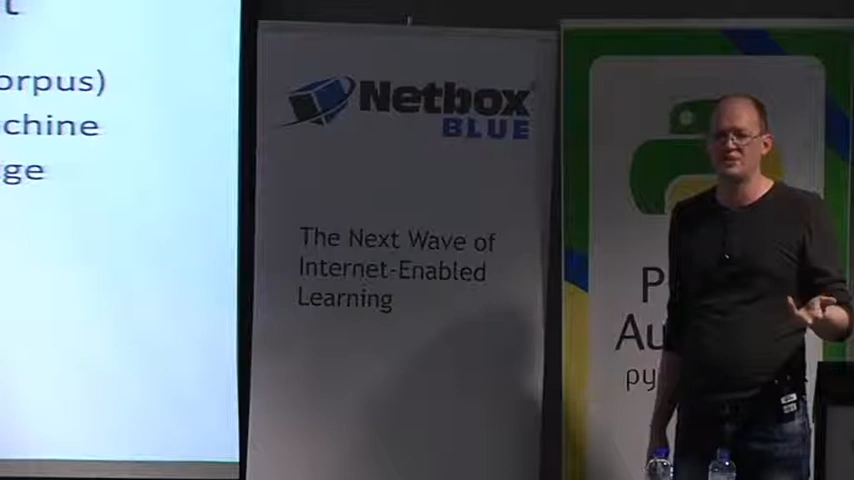 orpus)
chine
ge
Netbox
BLUE
The Next Wave of
Internet-Enabled
Learning
P
Au
py